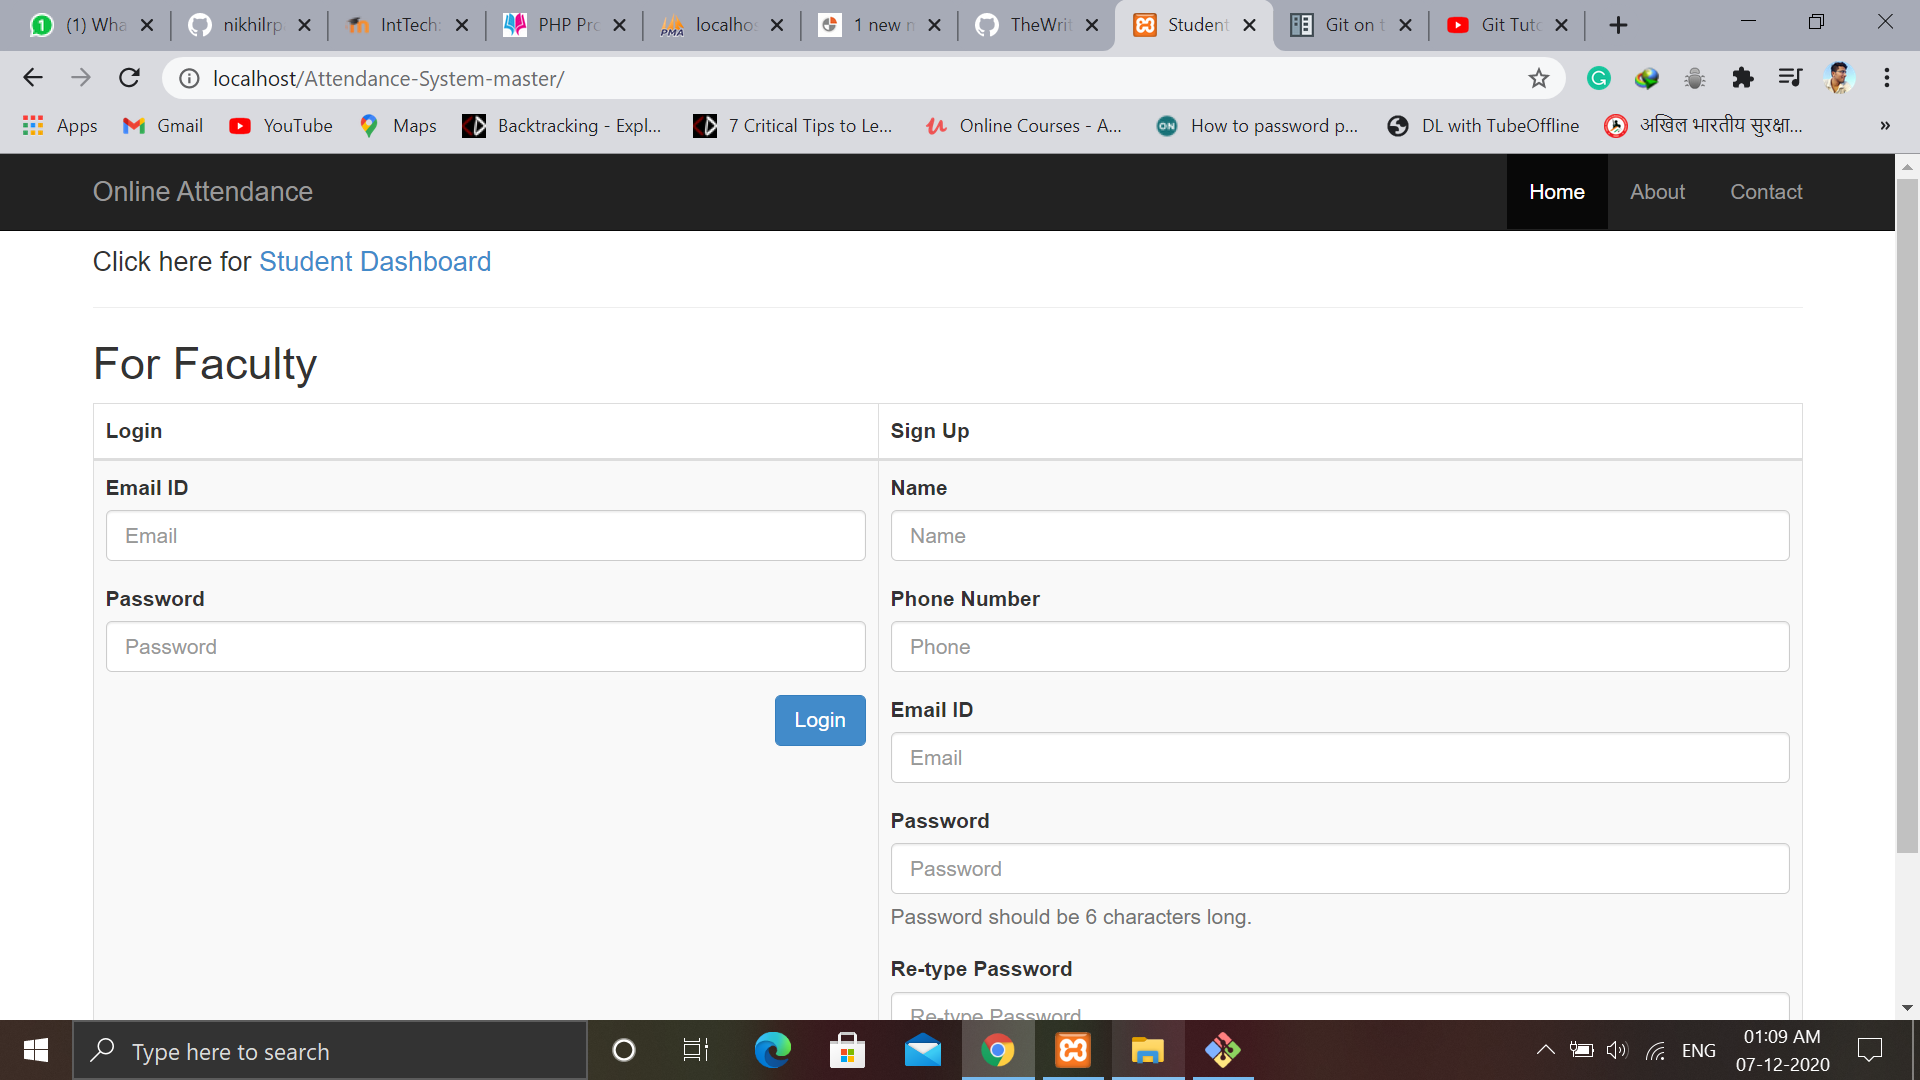 (1) Wha
nikhilrp
IntTech:
PHP Pro
localhos
1 new n
TheWrit
Student
Git on t
Git Tuto
localhost/Attendance-System-master/
Apps
Gmail
YouTube
Maps
Backtracking - Expl...
7 Critical Tips to Le...
Online Courses - A...
How to password p...
DL with TubeOffline
अखिल भारतीय सुरक्षा...
»
Online Attendance
Home
About
Contact
Click here for Student Dashboard
For Faculty
Login
Sign Up
Email ID
Email
Password
Password
Login
Name
Name
Phone Number
Phone
Email ID
Email
Password
Password
Password should be 6 characters long.
Re-type Password
Re-type Password
Type here to search
ENG
01:09 AM
07-12-2020